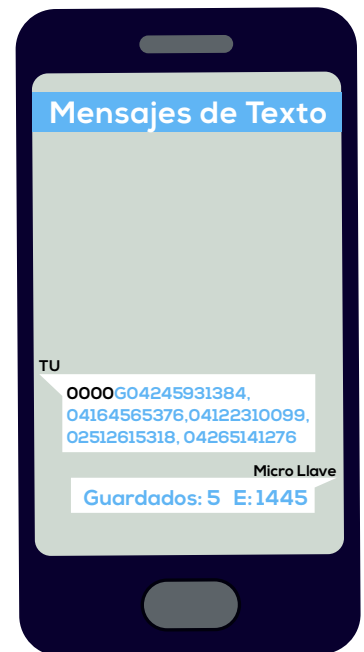 Mensajes de Texto
TU
0000G04245931384,
04164565376,04122310099,
02512615318, 04265141276
Micro Llave
Guardados: 5 E: 1445